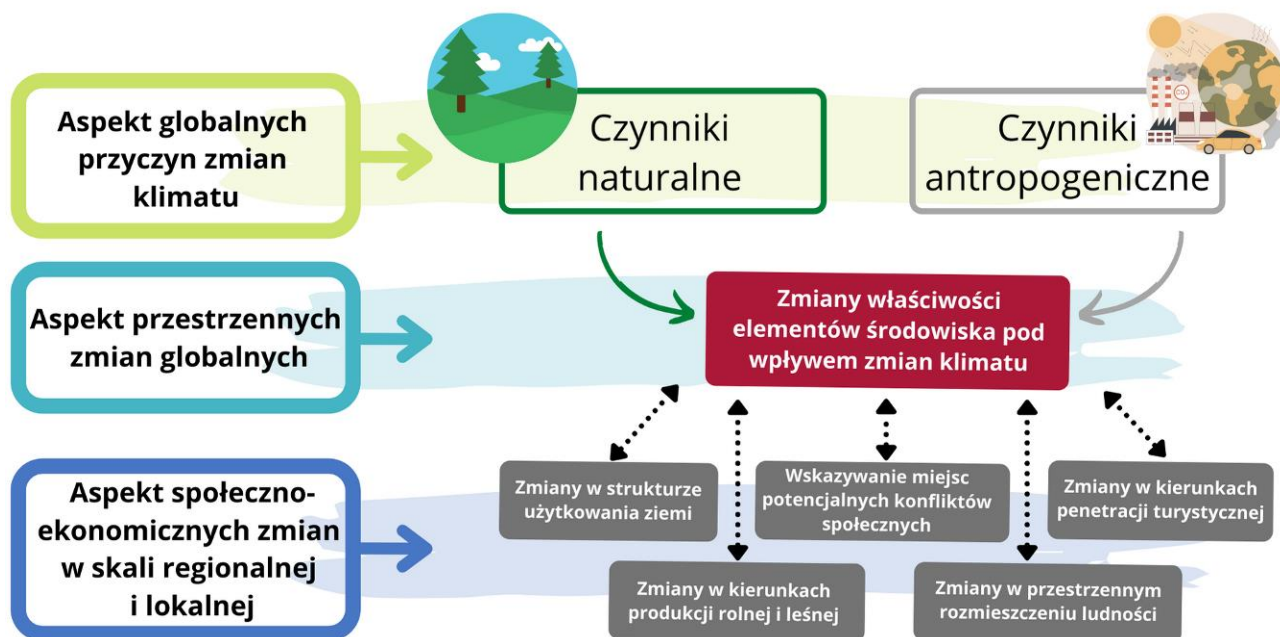 Aspekt globalnych
przyczyn zmian
klimatu
Czynniki
naturalne
Czynniki
antropogeniczne
CO₂
Aspekt przestrzennych
zmian globalnych
Zmiany właściwości
elementów środowiska pod
wpływem zmian klimatu
Aspekt społeczno-
ekonomicznych zmian
w skali regionalnej
i lokalnej
Zmiany w strukturze
użytkowania ziemi
Wskazywanie miejsc
potencjalnych konfliktów
społecznych
Zmiany w kierunkach
penetracji turystycznej
Zmiany w kierunkach
produkcji rolnej i leśnej
Zmiany w przestrzennym
rozmieszczeniu ludności